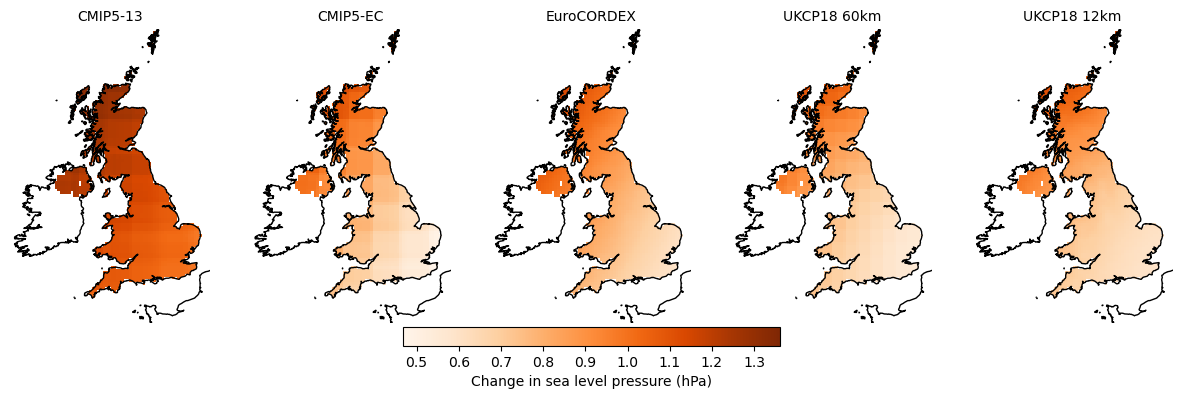 CMIP5-13 CMIP5-EC EuroCORDEX UKCP18 60km UKCP18 12km
0.5 0.6 0.7 0.8 0.9 1.0 1.1 1.2 1.3
Change in sea level pressure (hPa)